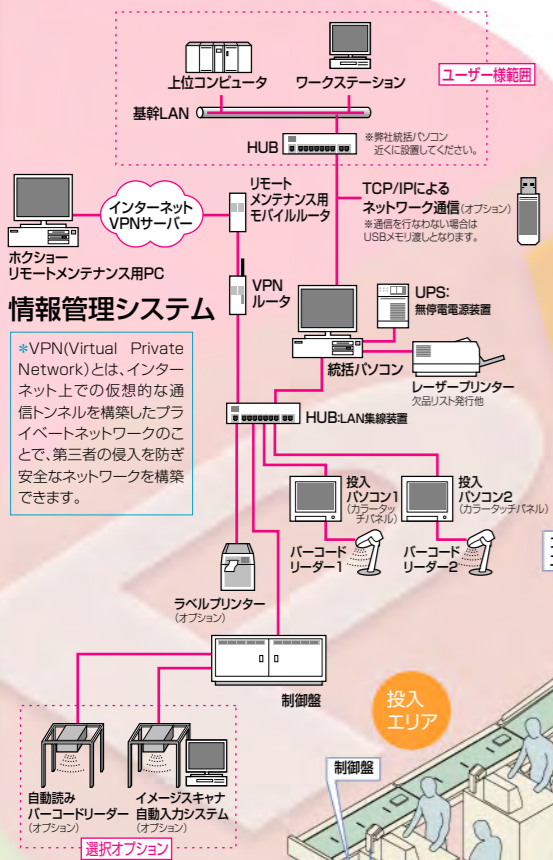 上位コンピュータ
ワークステーション
ユーザー様範囲
基幹LAN
HUB
※弊社統括パソコン
近くに設置してください。
リモート
メンテナンス用
モバイルルータ
TCP/IPによる
ネットワーク通信(オプション)
※通信を行なわない場合は
USBメモリ渡しとなります。
インターネット
VPNサーバー
ホクショー
リモートメンテナンス用PC
VPN
ルータ
情報管理システム
UPS:
無停電電源装置
統括パソコン
レーザープリンター
欠品リスト発行他
*VPN(Virtual Private
Network)とは、インター
ネット上での仮想的な通
信トンネルを構築したプラ
イベートネットワークのこ
とで、第三者の侵入を防ぎ
安全なネットワークを構築
できます。
HUB:LAN集線装置
投入
パソコン1
(カラータッ
チパネル)
投入
パソコン2
(カラータッチパネル)
バーコード
リーダー1
バーコード
リーダー2
ラベルプリンター
(オプション)
制御盤
投入
エリア
制御盤
自動読み
バーコードリーダー
(オプション)
イメージスキャナ
自動入力システム
(オプション)
選択オプション